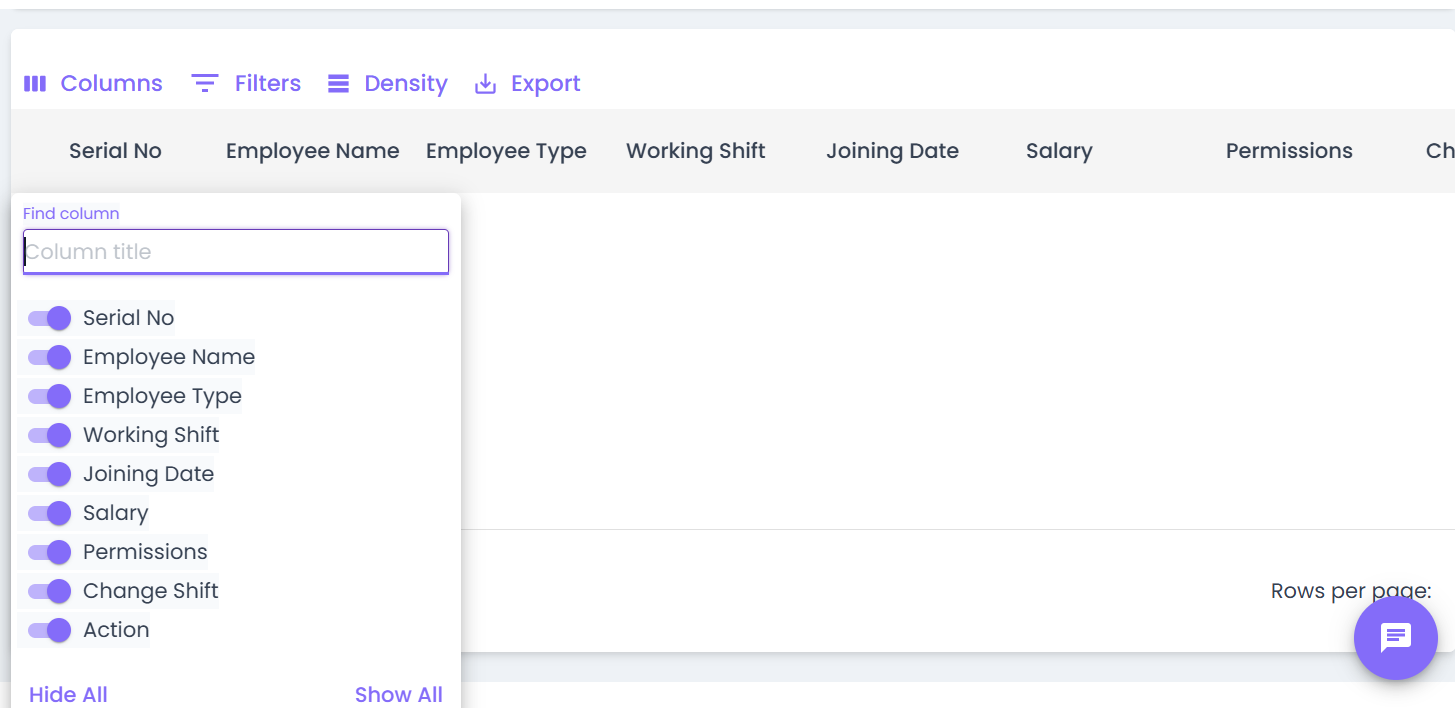 Columns Filters Density Export
Serial No Employee Name Employee Type Working Shift Joining Date Salary Permissions Ch
Find column
Column title
Serial No
Employee Name
Employee Type
Working Shift
Joining Date
Salary
Permissions
Change Shift
Action
Rows per page:
Hide All Show All